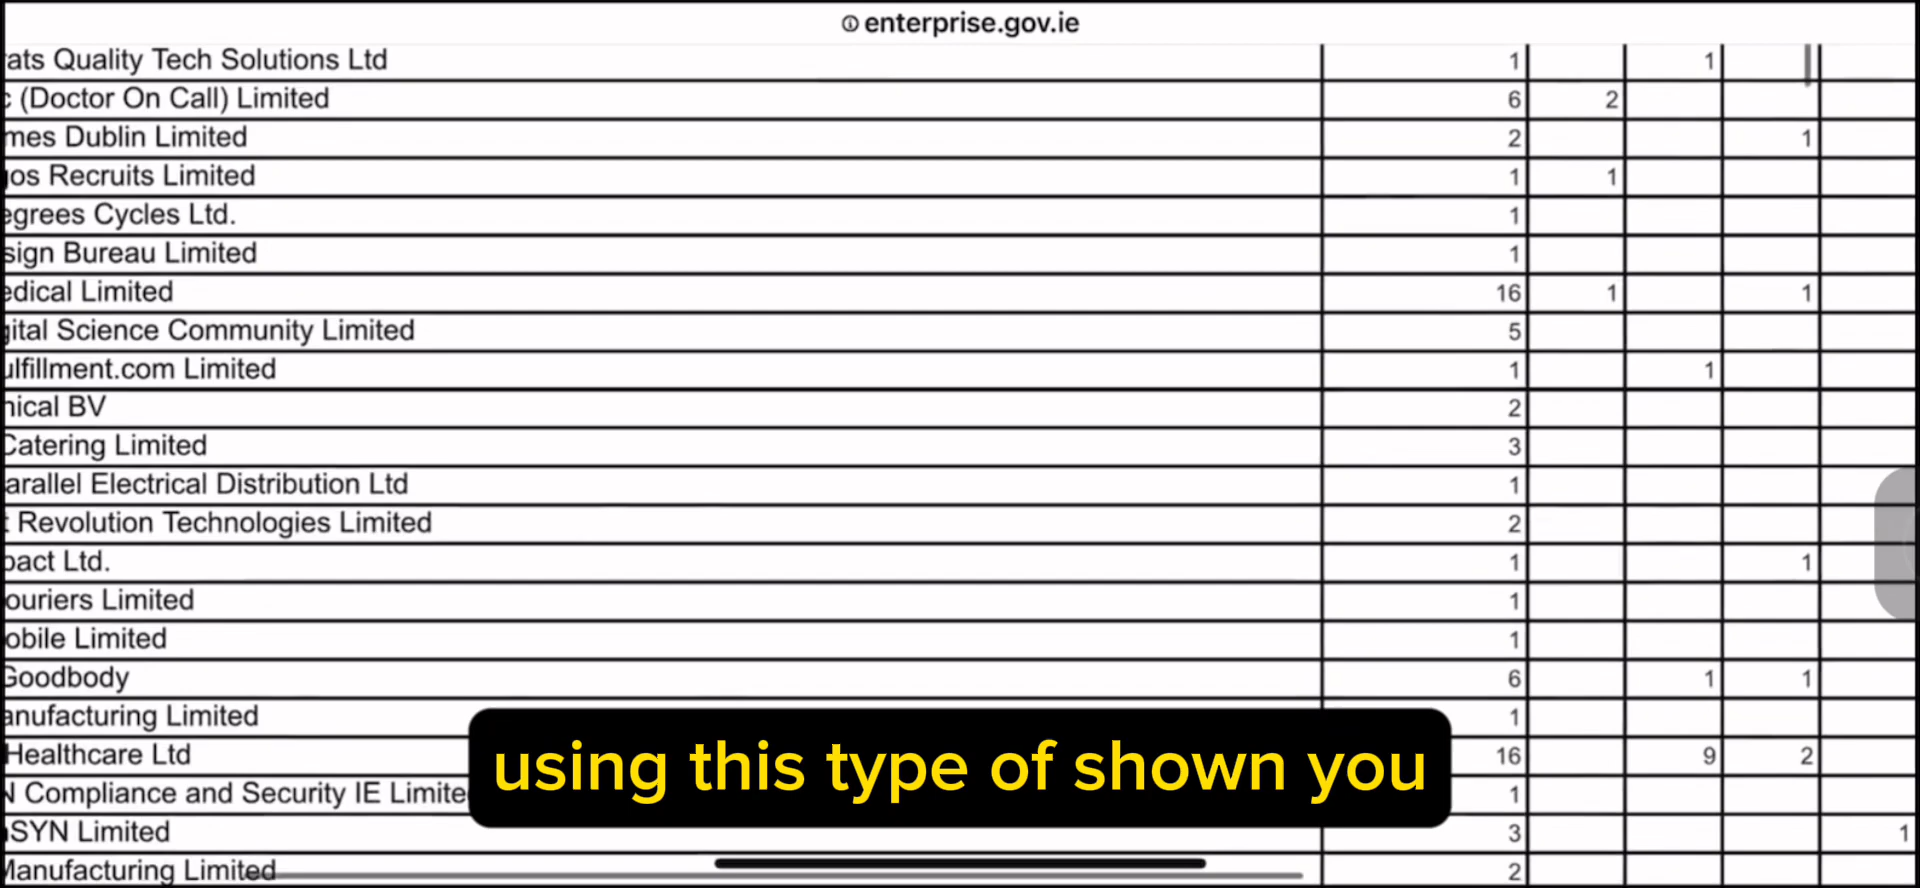 enterprise.gov.ie
rats Quality Tech Solutions Ltd 1 1
c (Doctor On Call) Limited 6 2
mes Dublin Limited 2 1
gos Recruits Limited 1 1
egrees Cycles Ltd. 1
sign Bureau Limited 1
edical Limited 16 1 1
gital Science Community Limited 5
ulfillment.com Limited 1 1
nical BV 2
Catering Limited 3
arallel Electrical Distribution Ltd 1
t Revolution Technologies Limited 2
pact Ltd. 1 1
ouriers Limited 1
obile Limited 1
Goodbody 6 1 1
anufacturing Limited 1
Healthcare Ltd 16 9 2
N Compliance and Security IE Limite 1
SYN Limited 3 1
Manufacturing Limited 2
using this type of shown you